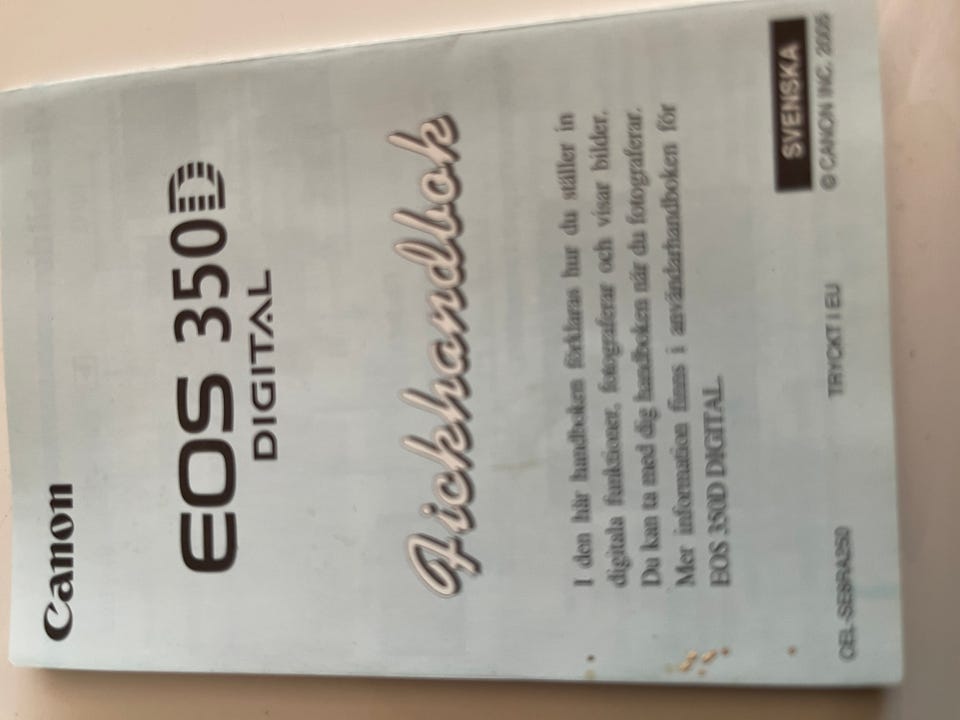 Canon
EOS 350D
DIGITAL
Fickhandbok
I den här handboken förklaras hur du ställer in
digitala funktioner, fotograferar och visar bilder.
Du kan ta med dig handboken när du fotograferar.
Mer information finns i användarhandboken för
EOS 350D DIGITAL.
SVENSKA
CEL-SE8RA250
TRYCKT I EU
© CANON INC. 2005